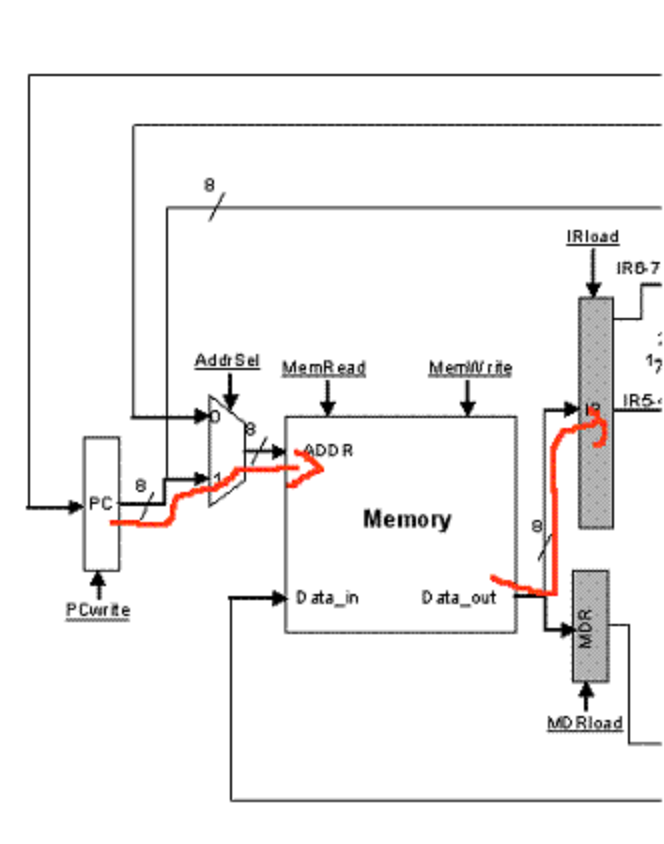 8
IRload
IR6-7
AddrSel
MemRead
MemWrite
0
8
ADDR
IR
IR5-4
8
1
PC
Memory
8
PCwrite
Data_in
Data_out
MDR
MDRload